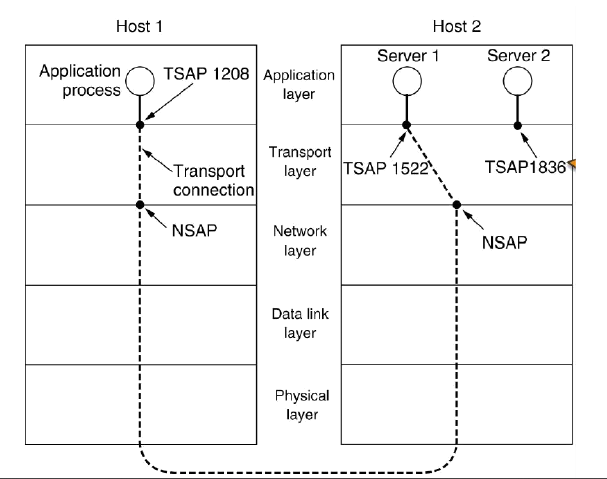 Host 1
Host 2
Application
process
TSAP 1208
Application
layer
Server 1
Server 2
Transport
connection
Transport
layer
TSAP 1522
TSAP1836
NSAP
Network
layer
NSAP
Data link
layer
Physical
layer